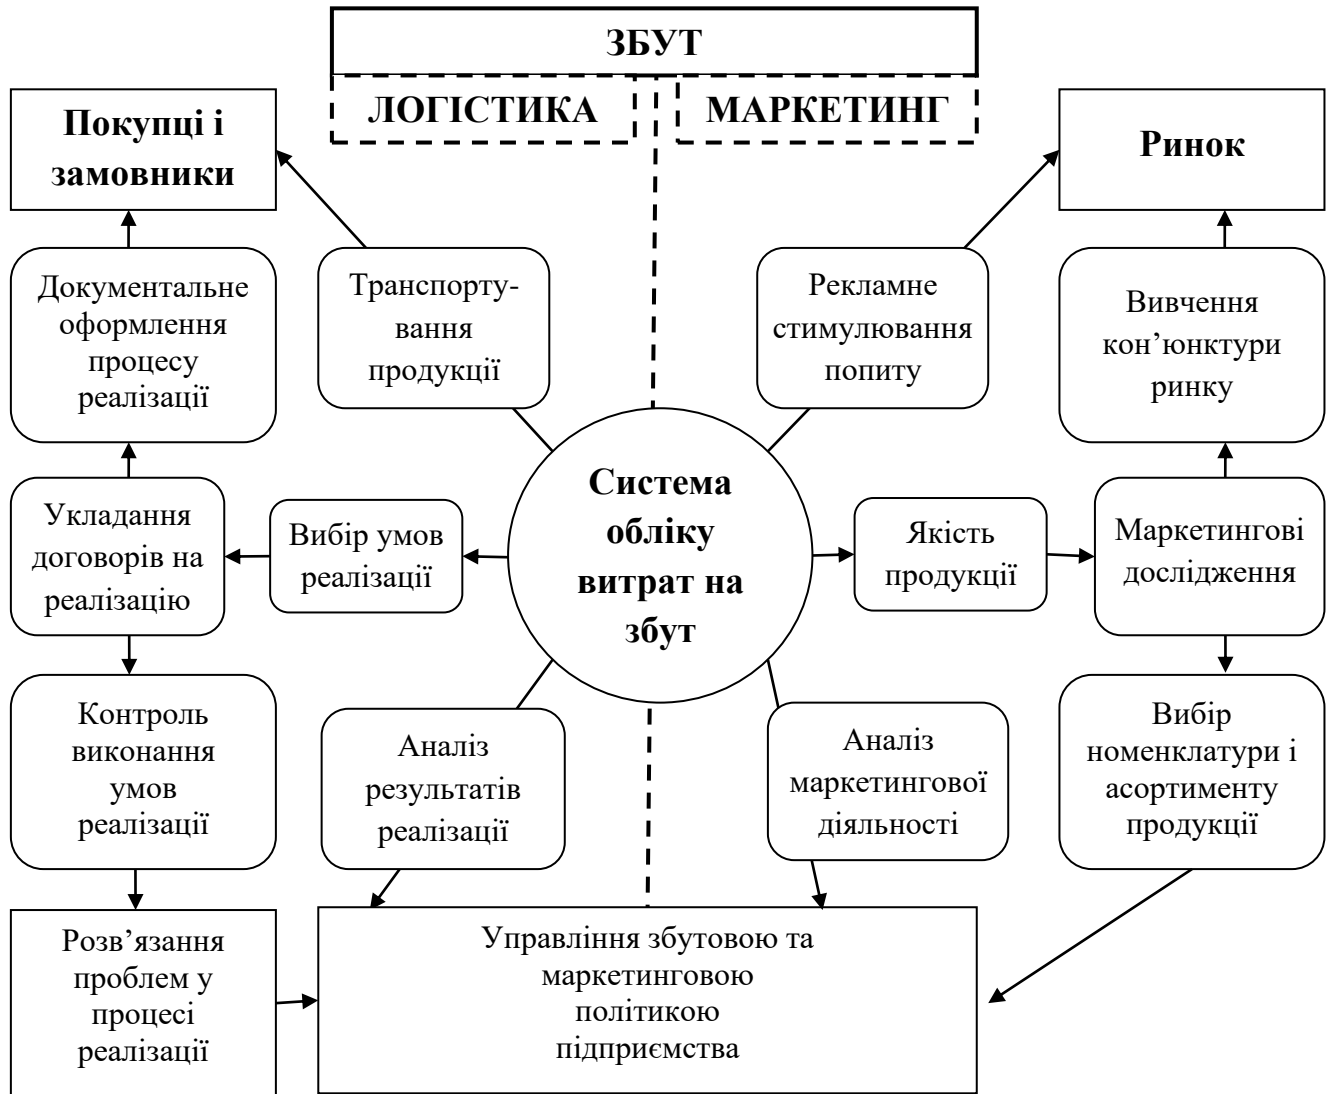 ЗБУТ
ЛОГІСТИКА
МАРКЕТИНГ
Покупці і
замовники
Ринок
Документальне
оформлення
процесу
реалізації
Транспорту-
вання
продукції
Рекламне
стимулювання
попиту
Вивчення
кон’юнктури
ринку
Укладання
договорів на
реалізацію
Вибір умов
реалізації
Система
обліку
витрат на
збут
Якість
продукції
Маркетингові
дослідження
Контроль
виконання
умов
реалізації
Аналіз
результатів
реалізації
Аналіз
маркетингової
діяльності
Вибір
номенклатури і
асортименту
продукції
Розв’язання
проблем у
процесі
реалізації
Управління збутовою та
маркетинговою
політикою
підприємства